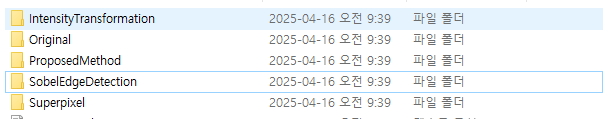 IntensityTransformation 2025-04-16 오전 9:39 파일 폴더
Original 2025-04-16 오전 9:39 파일 폴더
ProposedMethod 2025-04-16 오전 9:39 파일 폴더
SobelEdgeDetection 2025-04-16 오전 9:39 파일 폴더
Superpixel 2025-04-16 오전 9:39 파일 폴더